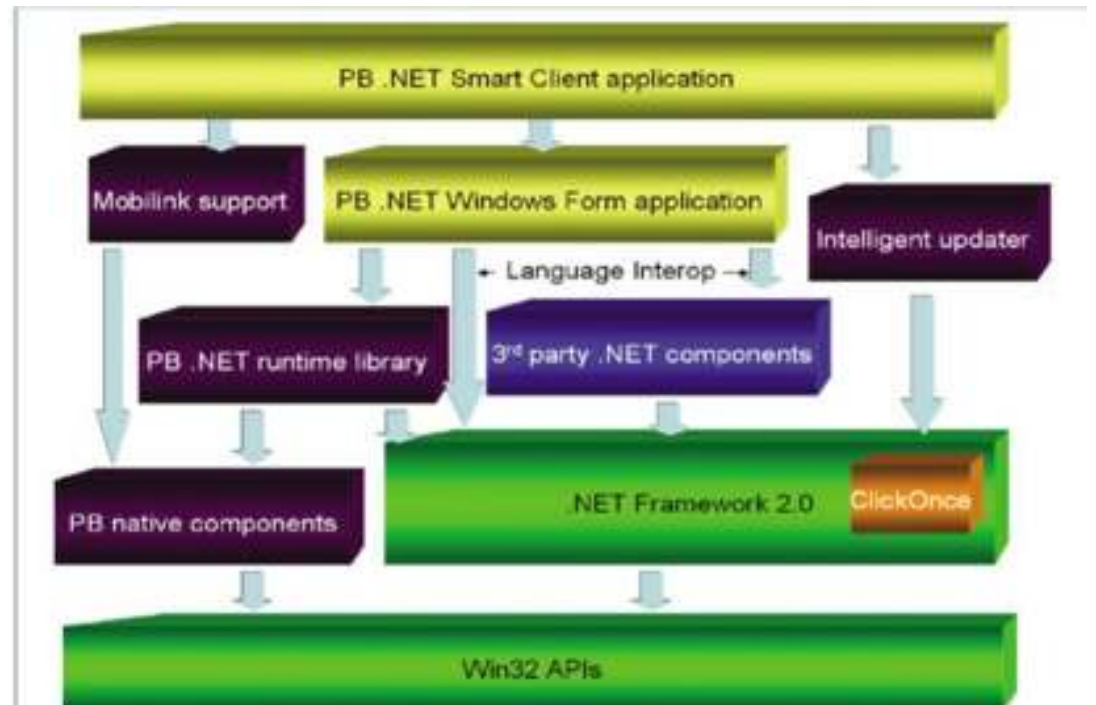 PB .NET Smart Client application
Mobilink support
PB .NET Windows Form application
Intelligent updater
Language Interop
PB .NET runtime library
3rd party .NET components
PB native components
.NET Framework 2.0
ClickOnce
Win32 APIs